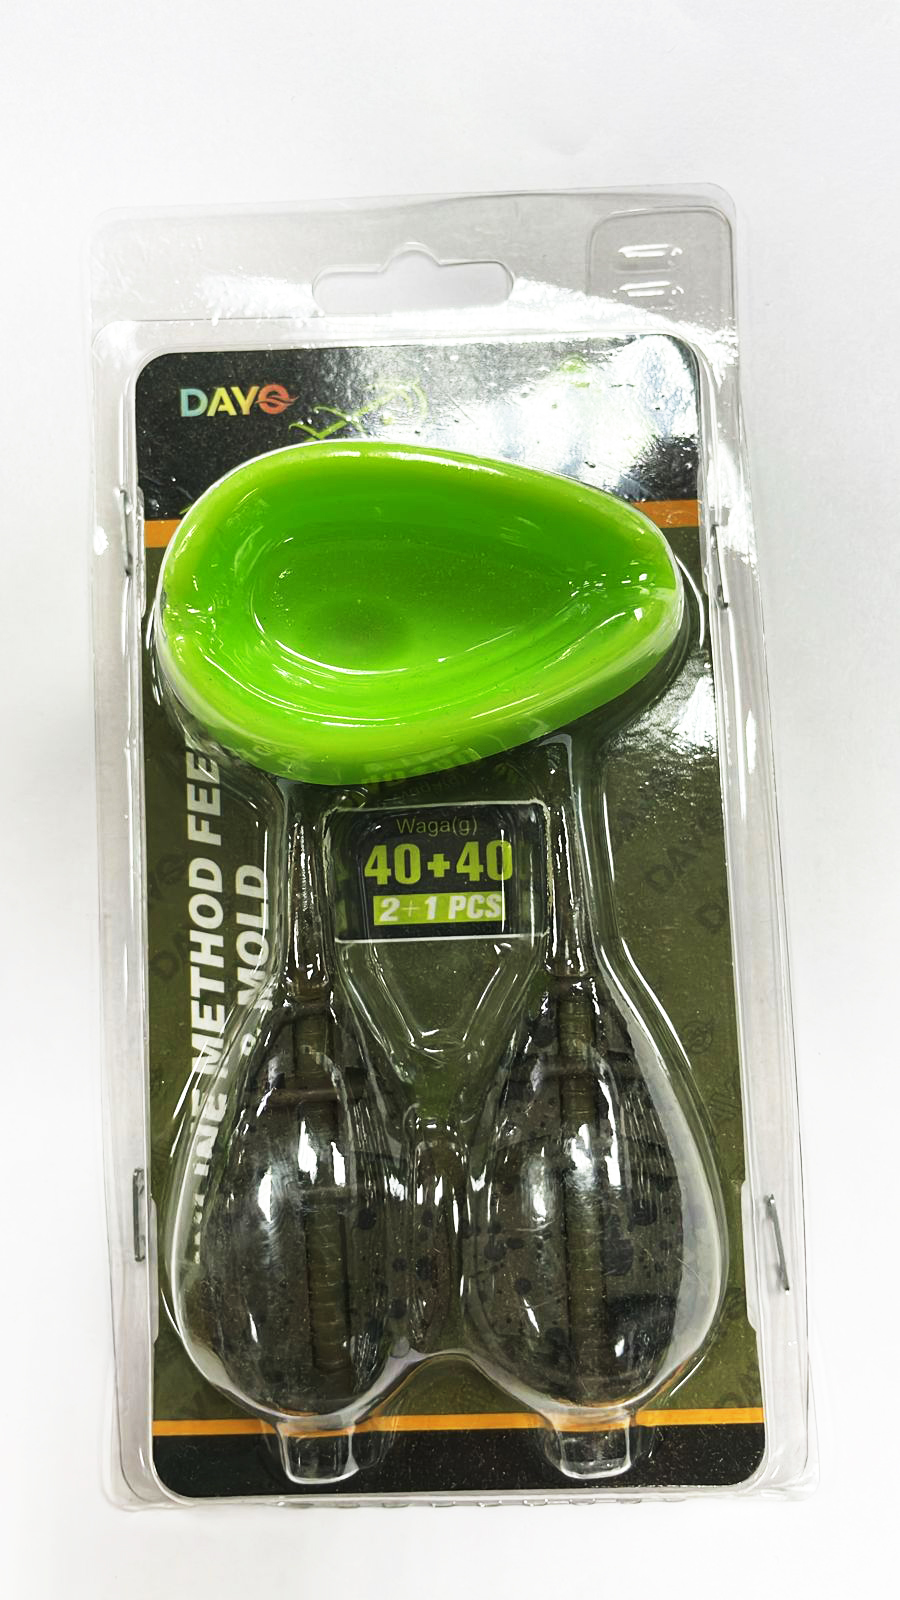 DAYO
Waga(g)
40+40
2+1 PCS
METHOD FEE
& MOLD